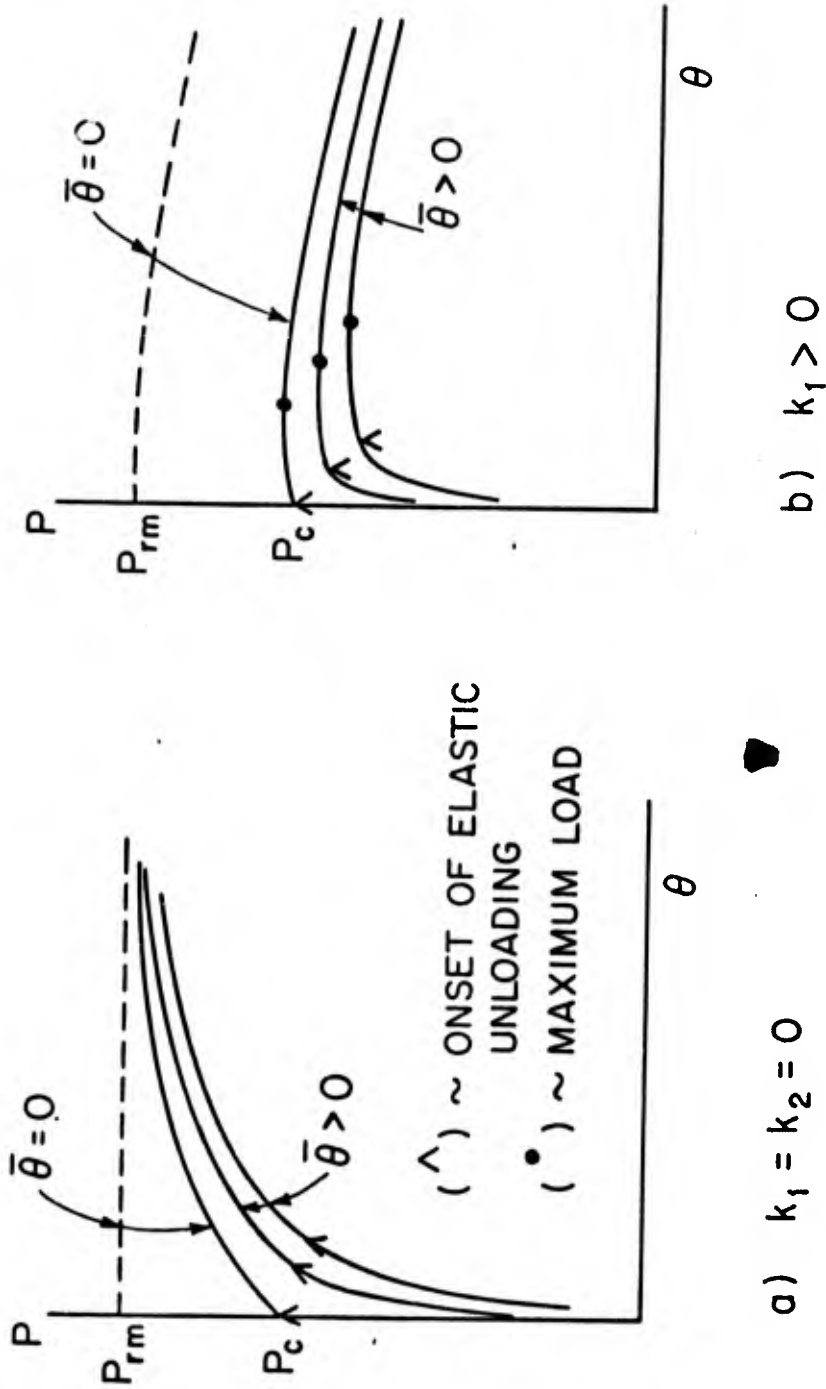 P
P_rm
P_c
θ̄ = 0
θ̄ > 0
(^) ~ ONSET OF ELASTIC
UNLOADING
(•) ~ MAXIMUM LOAD
θ
a) k₁ = k₂ = 0
P
P_rm
P_c
θ̄ = 0
θ̄ > 0
θ
b) k₁ > 0